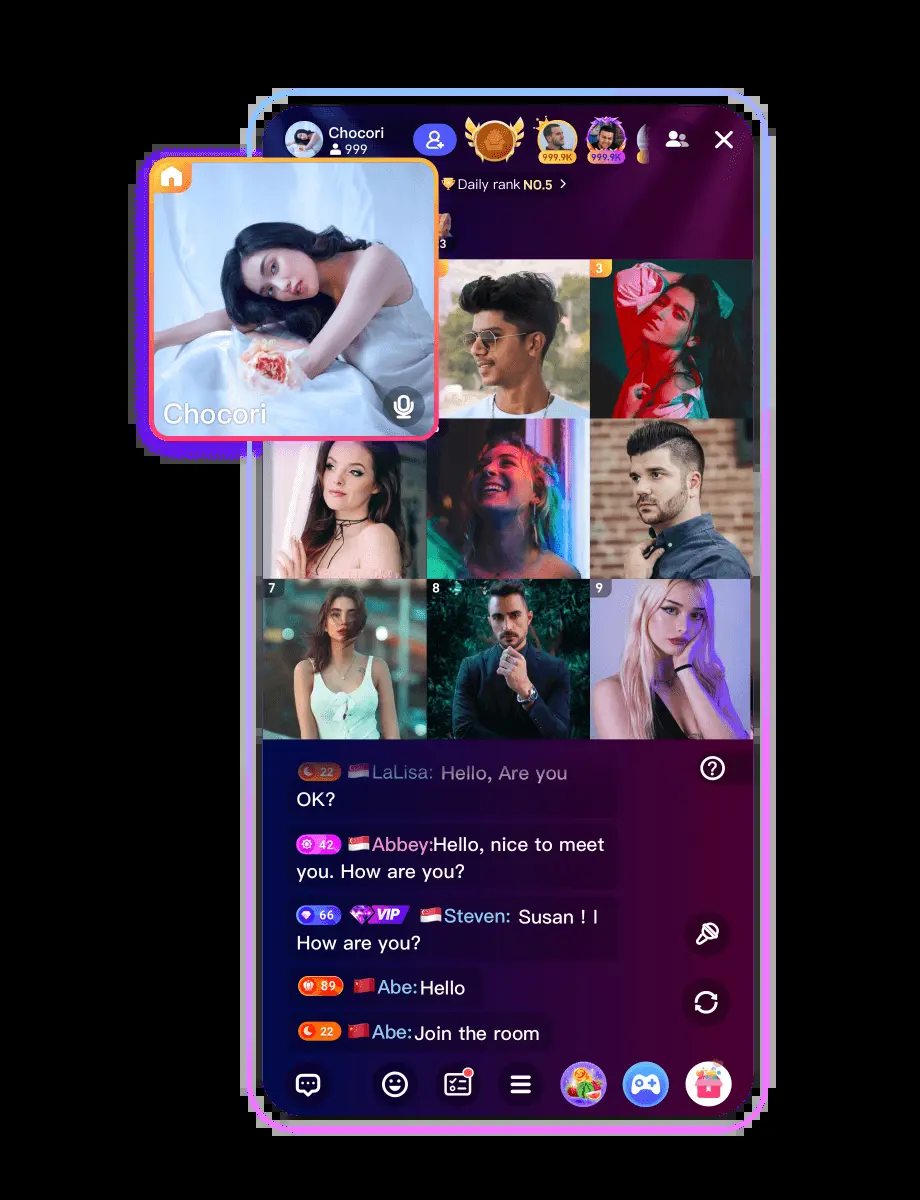 Chocori
999
999.9K
999.9K
Daily rank NO.5
3
3
Chocori
7
8
9
22 LaLisa: Hello, Are you
OK?
42 Abbey:Hello, nice to meet
you. How are you?
66 VIP Steven: Susan ! I
How are you?
89 Abe:Hello
22 Abe:Join the room